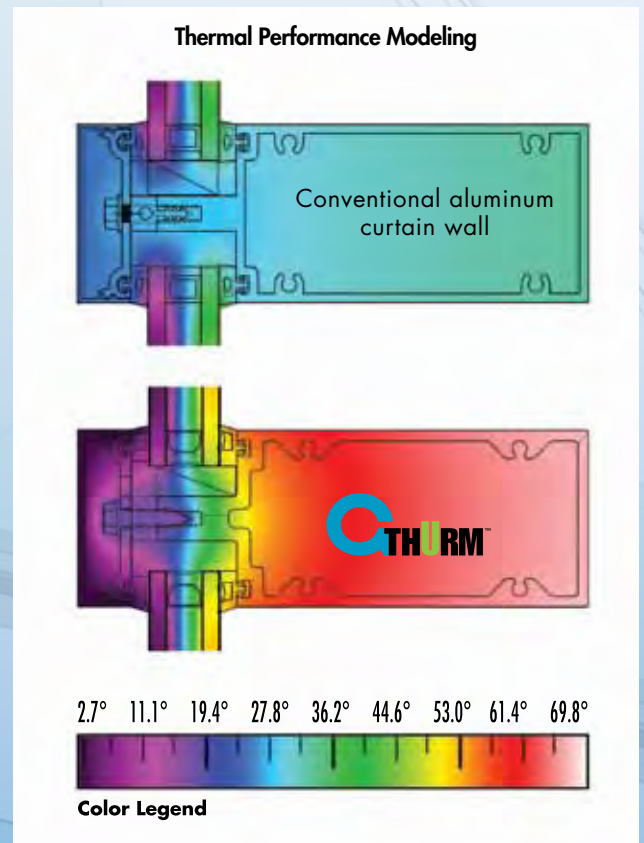 Thermal Performance Modeling
Conventional aluminum
curtain wall
THURM™
2.7° 11.1° 19.4° 27.8° 36.2° 44.6° 53.0° 61.4° 69.8°
Color Legend